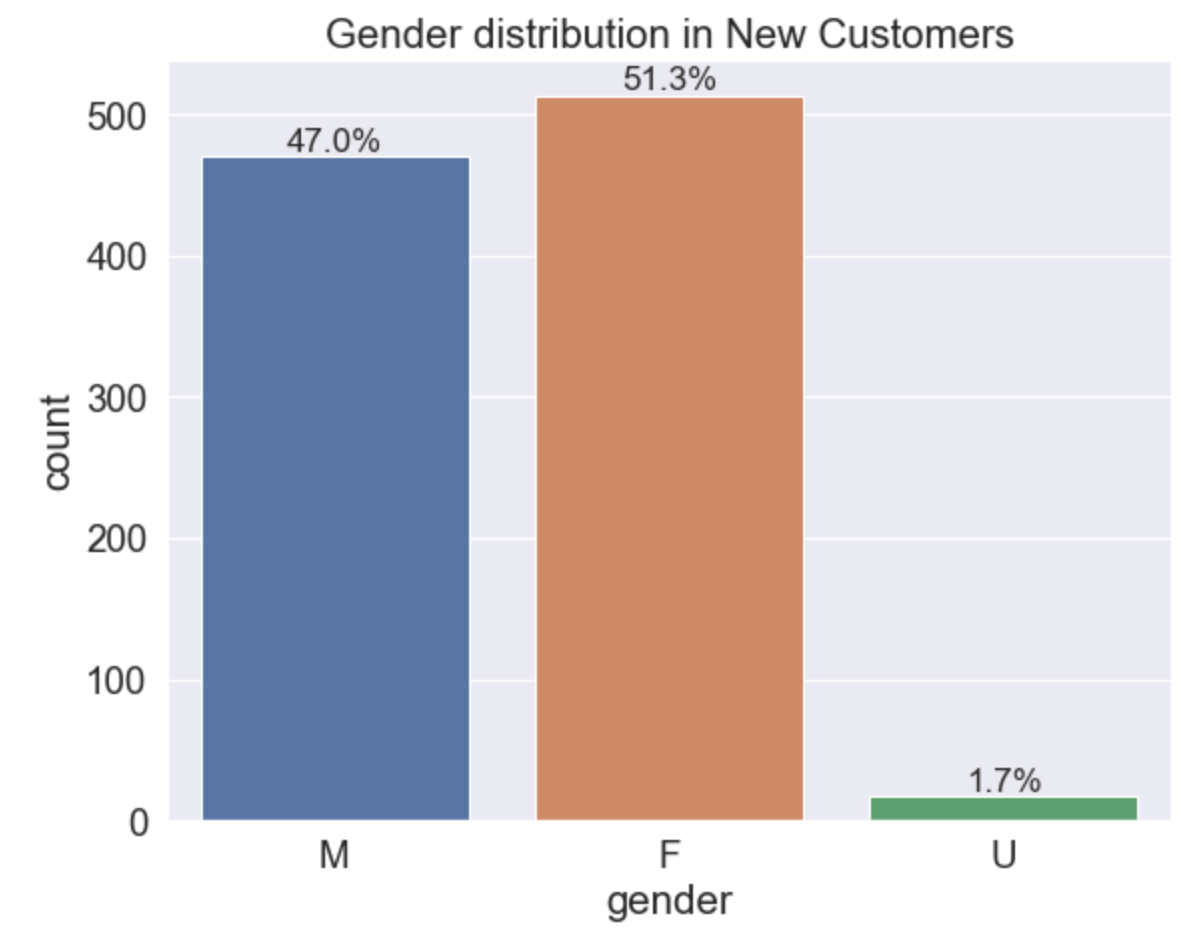 Gender distribution in New Customers
51.3%
500
47.0%
400
300
count
200
100
1.7%
0
M F U
gender